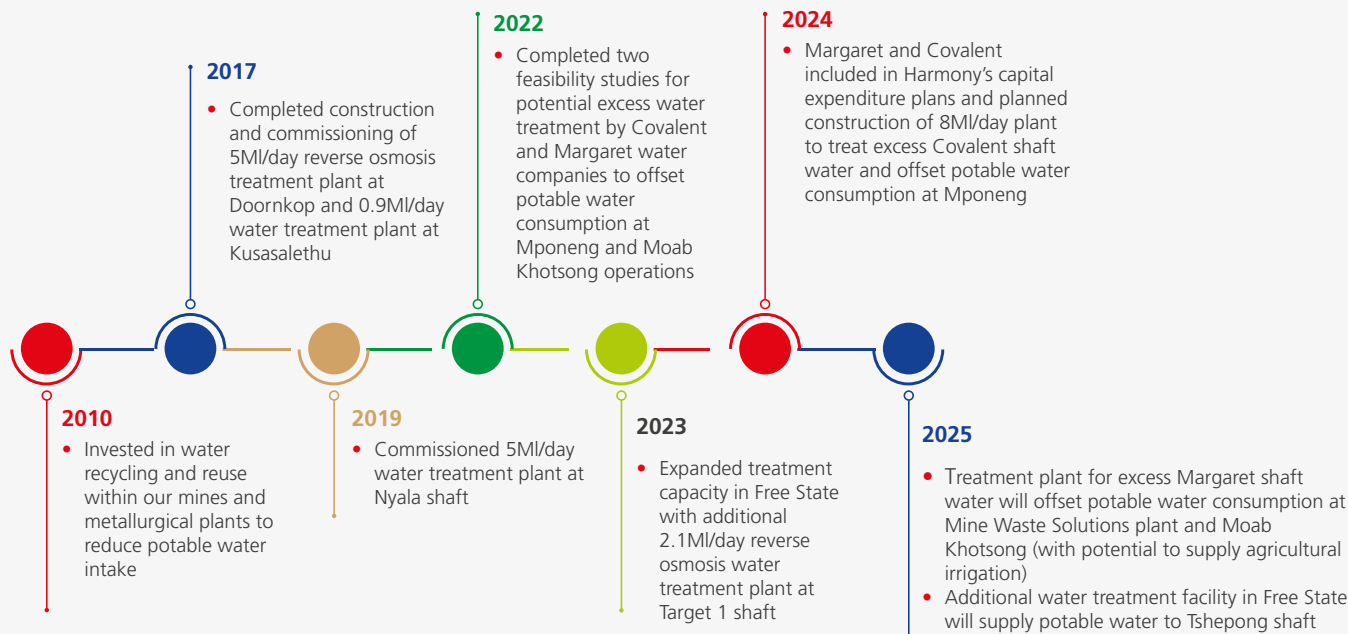 2010
• Invested in water
recycling and reuse
within our mines and
metallurgical plants to
reduce potable water
intake
2017
• Completed construction
and commissioning of
5Ml/day reverse osmosis
treatment plant at
Doornkop and 0.9Ml/day
water treatment plant at
Kusasalethu
2019
• Commissioned 5Ml/day
water treatment plant at
Nyala shaft
2022
• Completed two
feasibility studies for
potential excess water
treatment by Covalent
and Margaret water
companies to offset
potable water
consumption at
Mponeng and Moab
Khotsong operations
2023
• Expanded treatment
capacity in Free State
with additional
2.1Ml/day reverse
osmosis water
treatment plant at
Target 1 shaft
2024
• Margaret and Covalent
included in Harmony’s capital
expenditure plans and planned
construction of 8Ml/day plant
to treat excess Covalent shaft
water and offset potable water
consumption at Mponeng
2025
• Treatment plant for excess Margaret shaft
water will offset potable water consumption at
Mine Waste Solutions plant and Moab
Khotsong (with potential to supply agricultural
irrigation)
• Additional water treatment facility in Free State
will supply potable water to Tshepong shaft